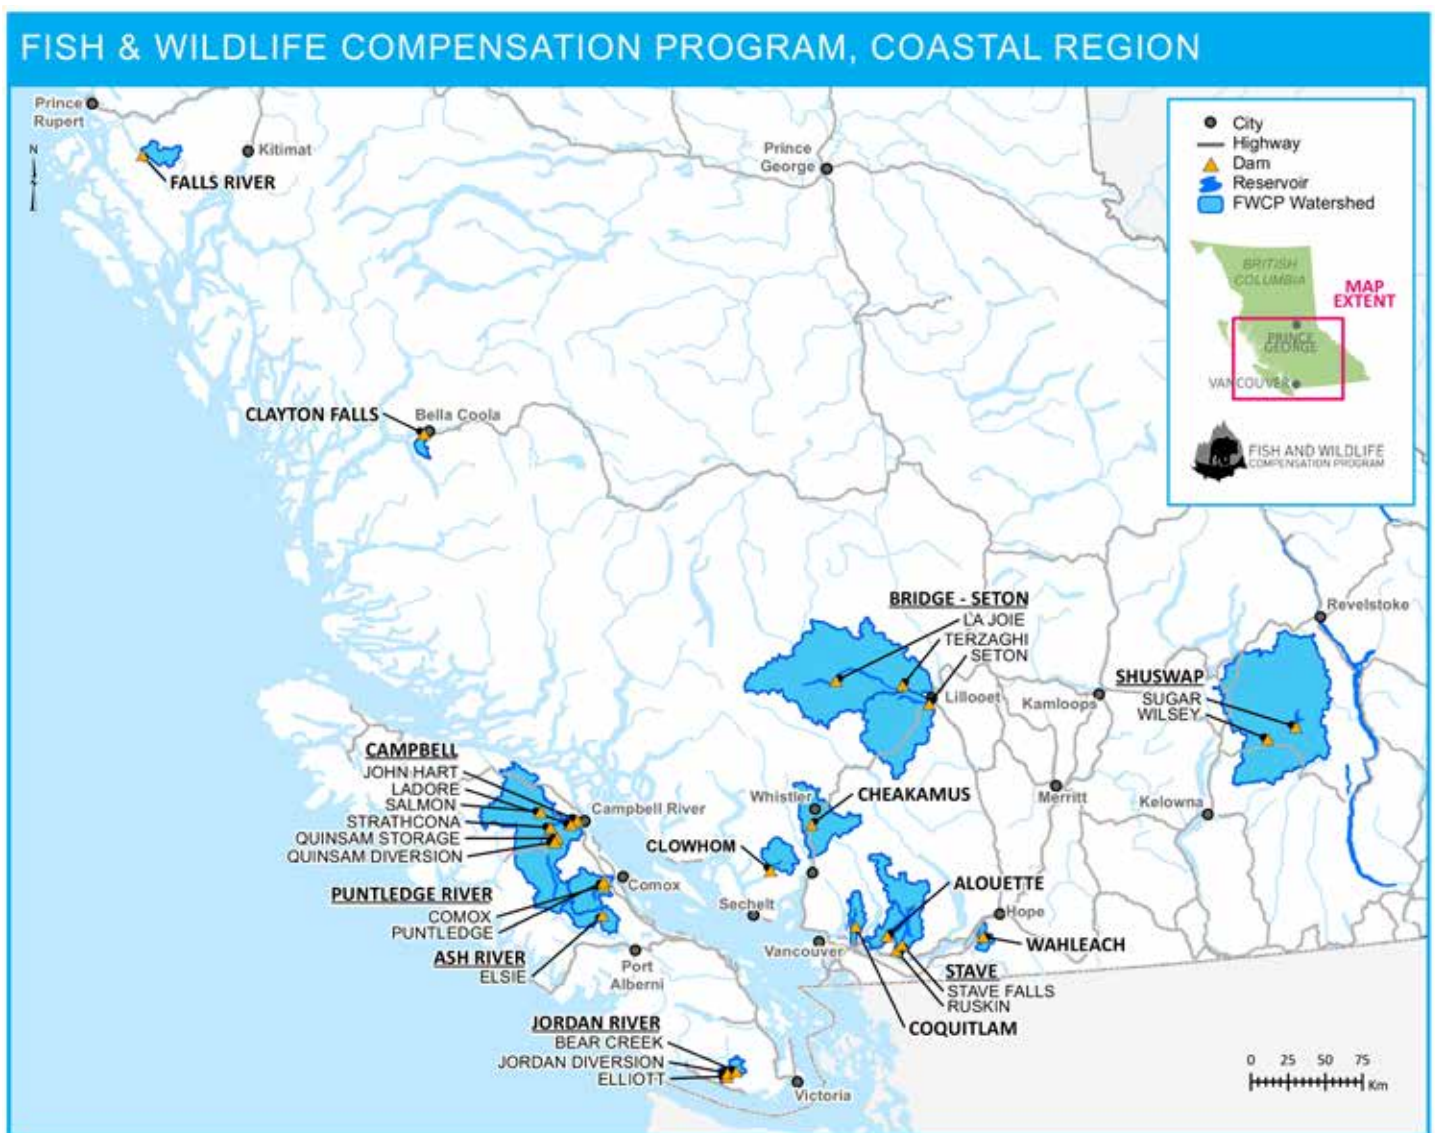 FISH & WILDLIFE COMPENSATION PROGRAM, COASTAL REGION
Prince
Rupert
N
Kitimat
FALLS RIVER
Prince
George
City
Highway
Dam
Reservoir
FWCP Watershed
BRITISH
COLUMBIA
MAP
EXTENT
PRINCE
GEORGE
VANCOUVER
FISH AND WILDLIFE
COMPENSATION PROGRAM
CLAYTON FALLS
Bella Coola
BRIDGE - SETON
LA JOIE
TERZAGHI
SETON
Lillooet
Kamloops
Revelstoke
SHUSWAP
SUGAR
WILSEY
Merritt
Kelowna
CAMPBELL
JOHN HART
LADORE
SALMON
STRATHCONA
QUINSAM STORAGE
QUINSAM DIVERSION
Campbell River
Whistler
CHEAKAMUS
CLOWHOM
PUNTLEDGE RIVER
COMOX
PUNTLEDGE
Comox
Sechelt
ALOUETTE
Hope
Vancouver
WAHLEACH
ASH RIVER
ELSIE
Port
Alberni
STAVE
STAVE FALLS
RUSKIN
COQUITLAM
JORDAN RIVER
BEAR CREEK
JORDAN DIVERSION
ELLIOTT
Victoria
0 25 50 75
Km